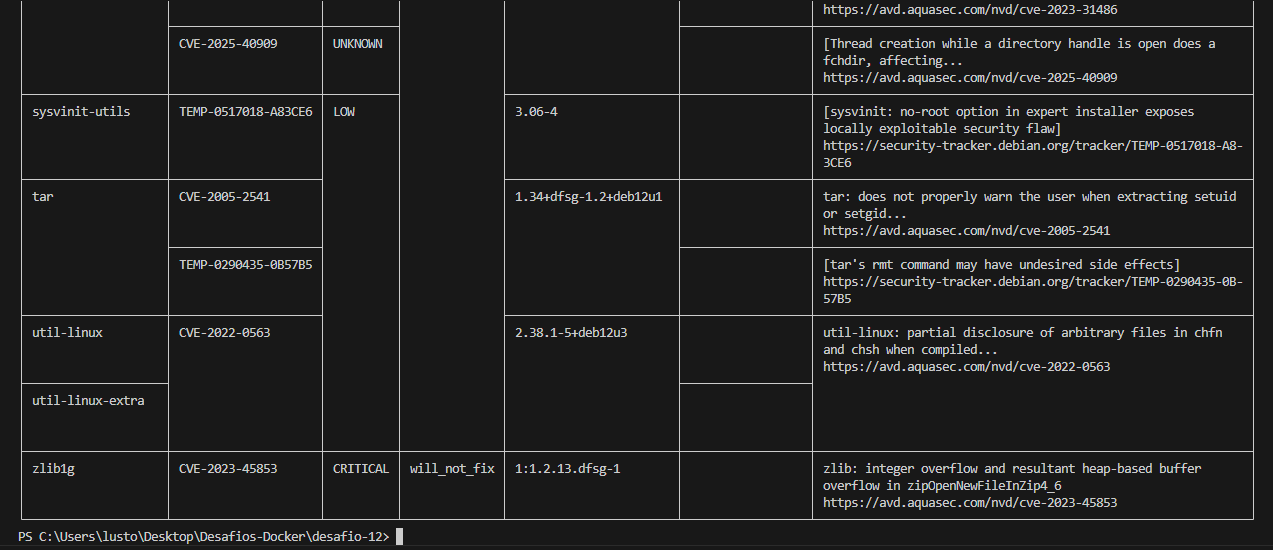 https://avd.aquasec.com/nvd/cve-2023-31486
CVE-2025-40909 UNKNOWN [Thread creation while a directory handle is open does a
fchdir, affecting...
https://avd.aquasec.com/nvd/cve-2025-40909
sysvinit-utils TEMP-0517018-A83CE6 LOW 3.06-4 [sysvinit: no-root option in expert installer exposes
locally exploitable security flaw]
https://security-tracker.debian.org/tracker/TEMP-0517018-A8-
3CE6
tar CVE-2005-2541 1.34+dfsg-1.2+deb12u1 tar: does not properly warn the user when extracting setuid
or setgid...
https://avd.aquasec.com/nvd/cve-2005-2541
TEMP-0290435-0B57B5 [tar's rmt command may have undesired side effects]
https://security-tracker.debian.org/tracker/TEMP-0290435-0B-
57B5
util-linux CVE-2022-0563 2.38.1-5+deb12u3 util-linux: partial disclosure of arbitrary files in chfn
and chsh when compiled...
https://avd.aquasec.com/nvd/cve-2022-0563
util-linux-extra
zlib1g CVE-2023-45853 CRITICAL will_not_fix 1:1.2.13.dfsg-1 zlib: integer overflow and resultant heap-based buffer
overflow in zipOpenNewFileInZip4_6
https://avd.aquasec.com/nvd/cve-2023-45853
PS C:\Users\lusto\Desktop\Desafios-Docker\desafio-12>